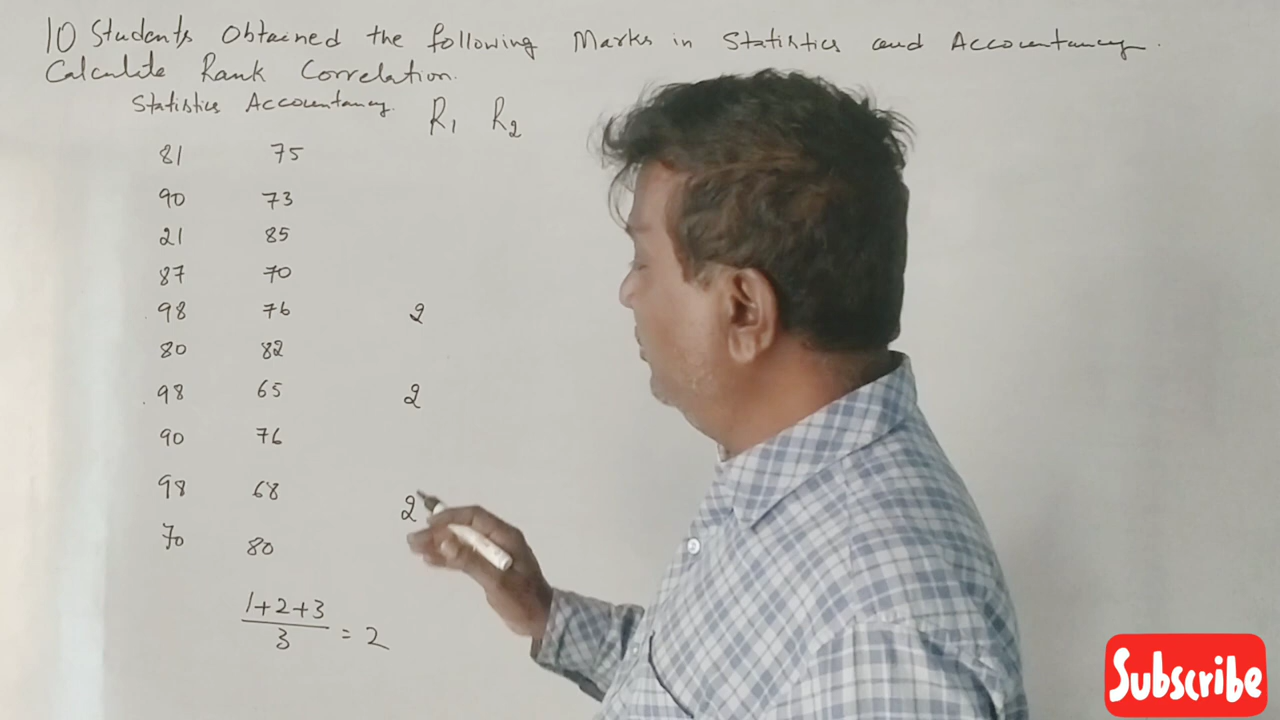 10 Students Obtained the following Marks in Statistics and Accountancy.
Calculate Rank Correlation.
Statistics Accountancy. R1 R2
81 75
90 73
21 85
87 70
98 76 2
80 82
98 65 2
90 76
98 68 2
70 80
1+2+3
3 = 2
Subscribe